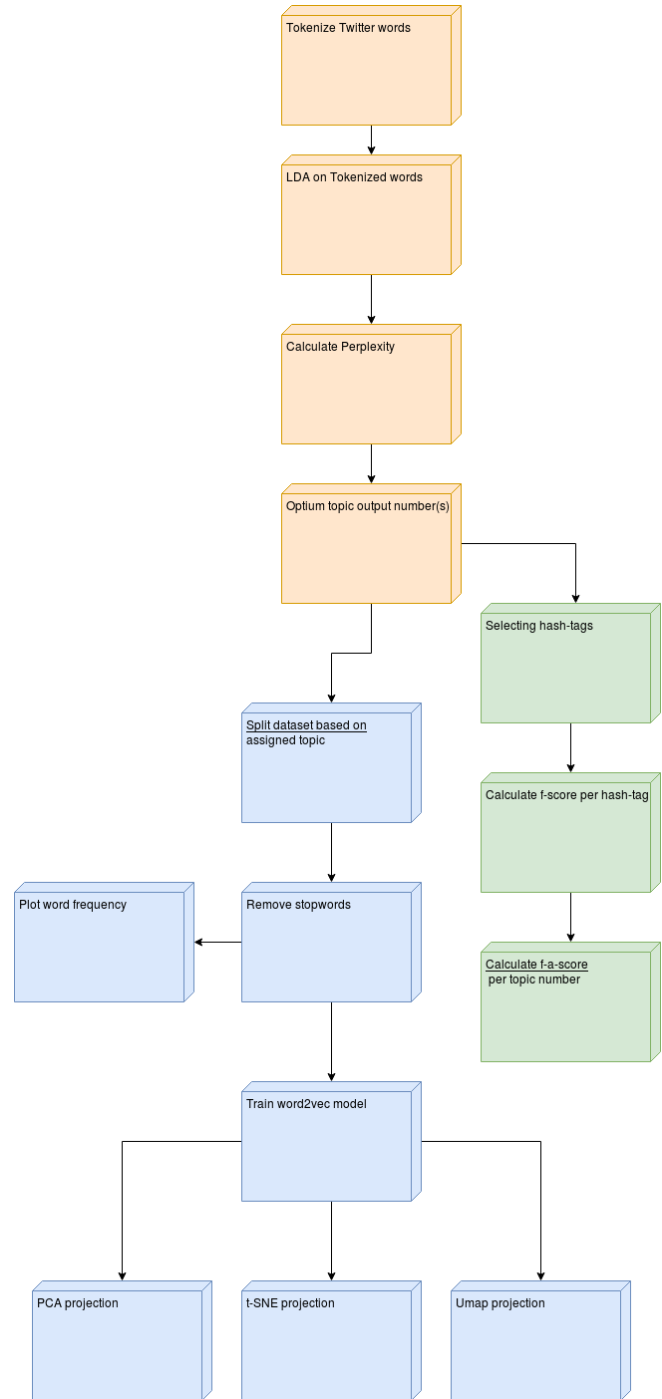 Tokenize Twitter words
LDA on Tokenized words
Calculate Perplexity
Optium topic output number(s)
Selecting hash-tags
Split dataset based on
assigned topic
Calculate f-score per hash-tag
Plot word frequency
Remove stopwords
Calculate f-a-score
per topic number
Train word2vec model
PCA projection
t-SNE projection
Umap projection